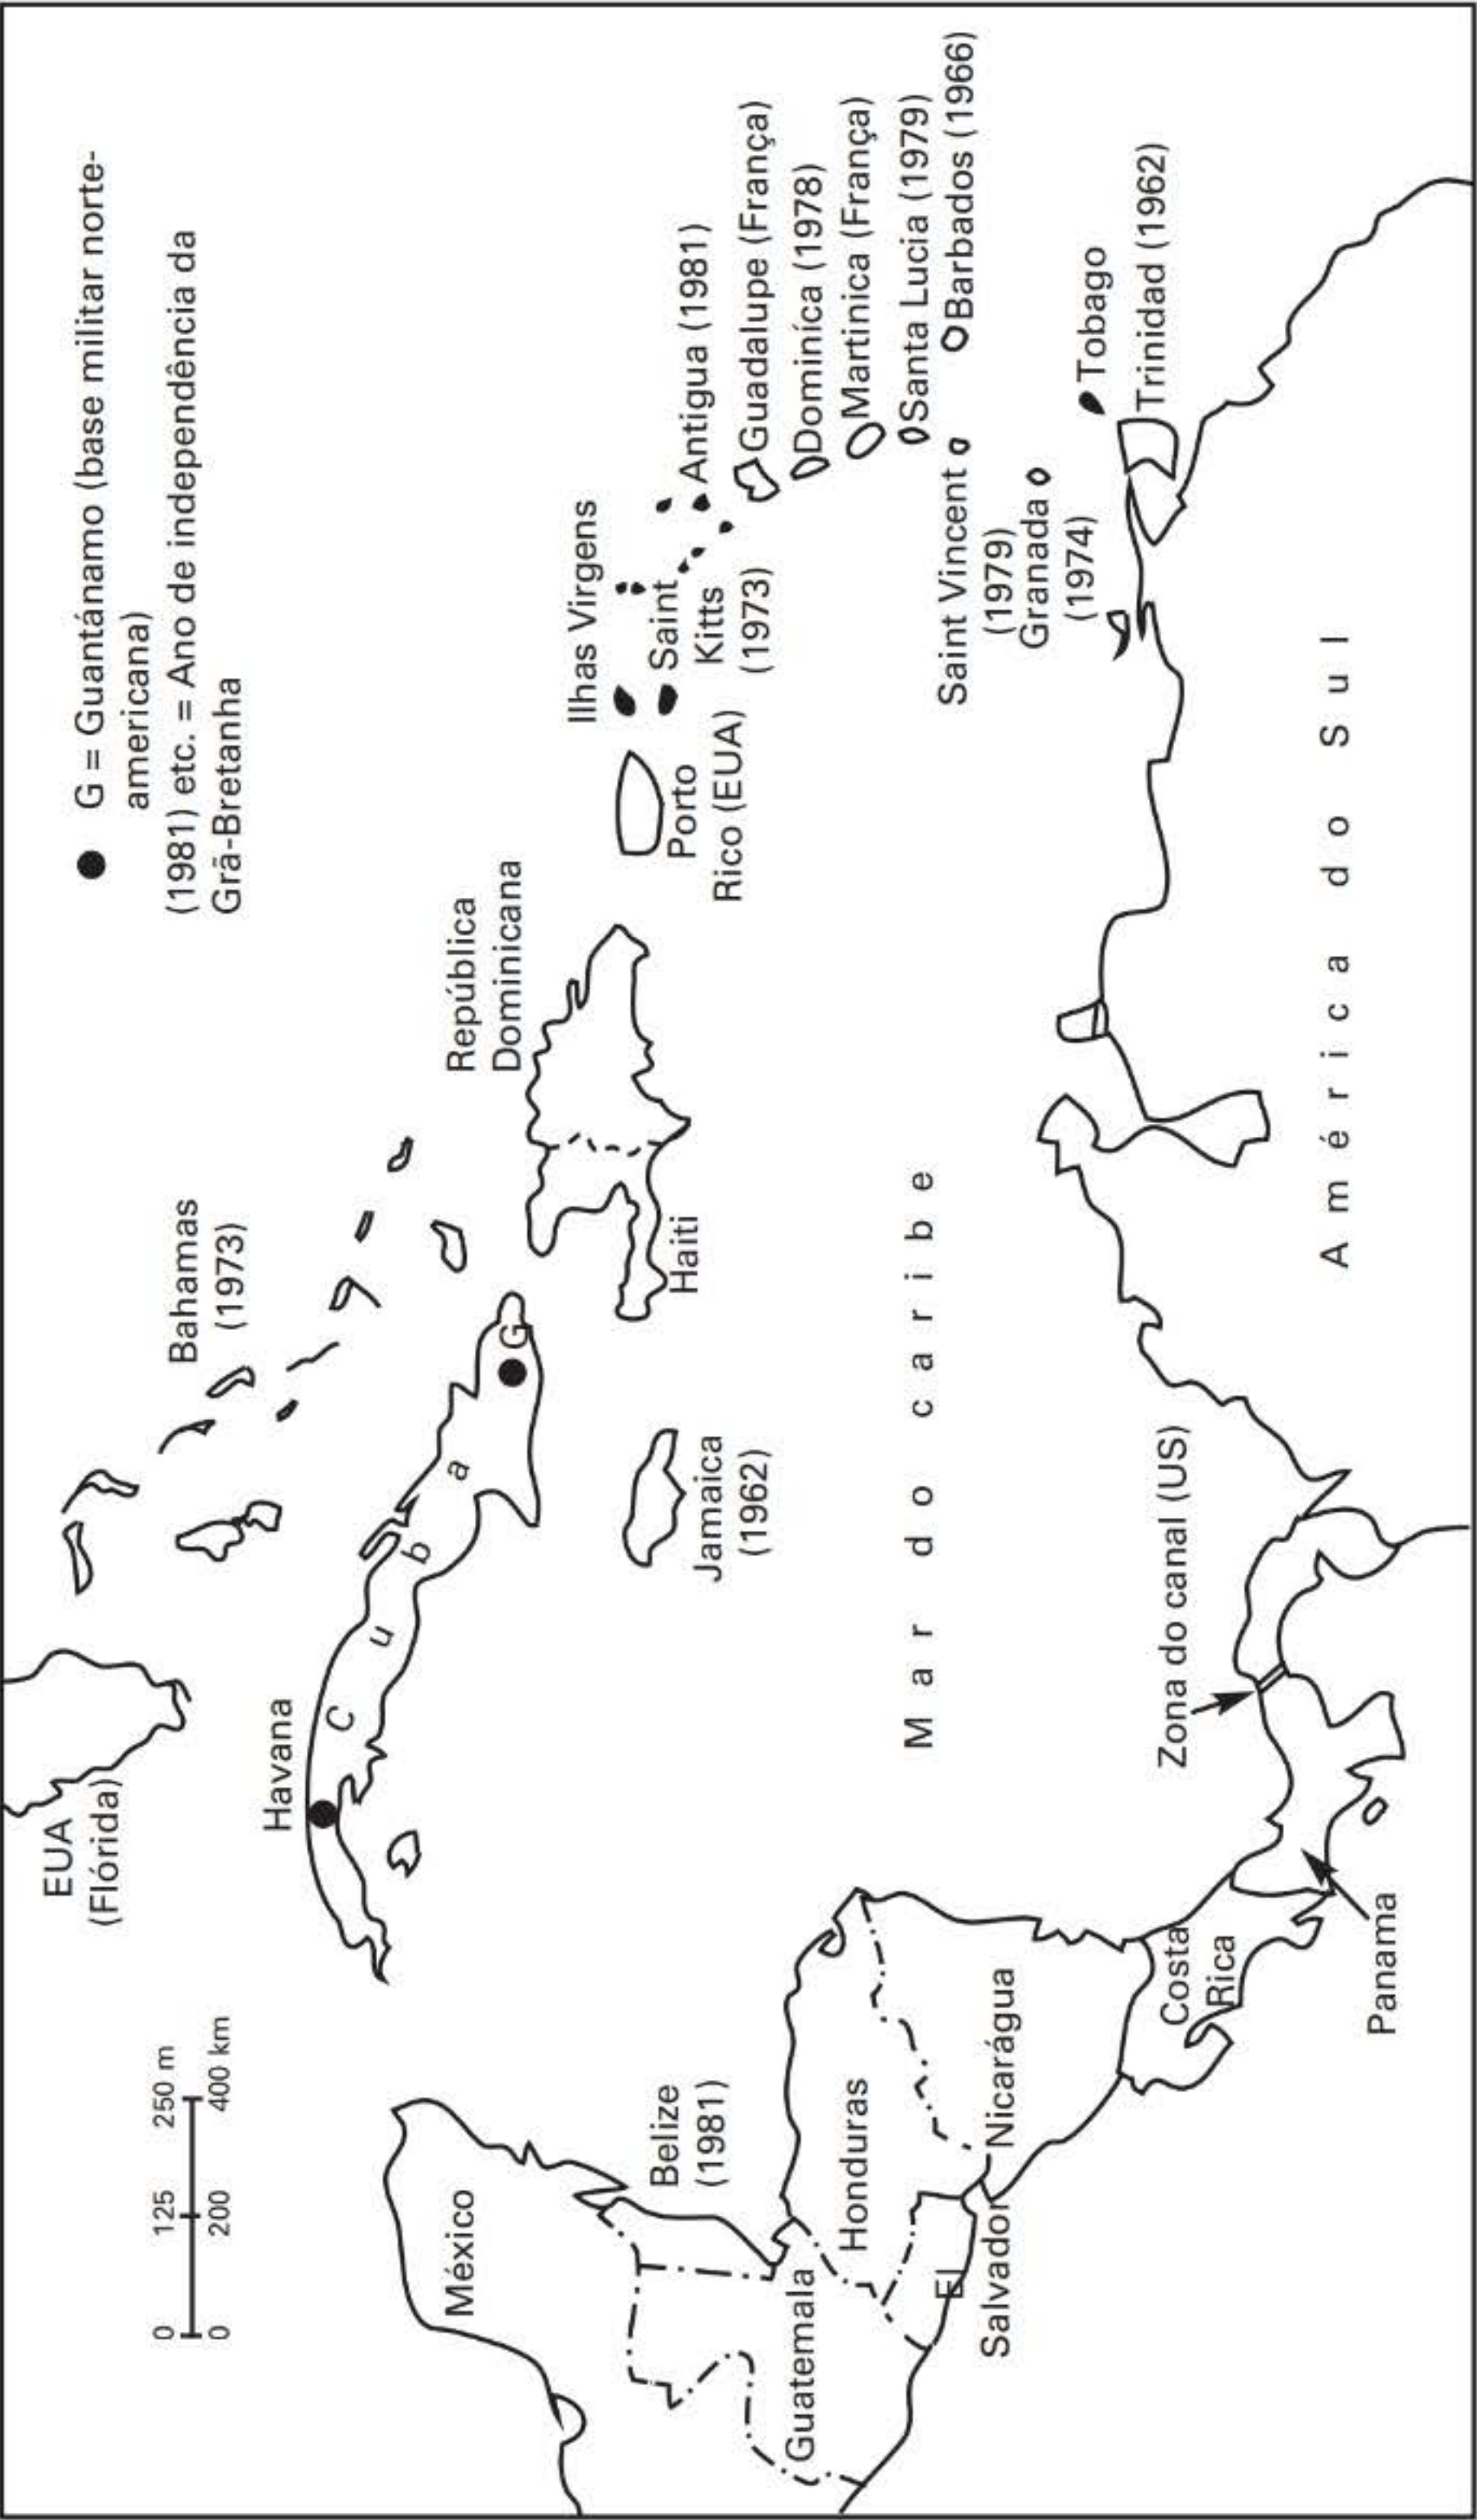 G = Guantánamo (base militar norte-
americana)
(1981) etc. = Ano de independência da
Grã-Bretanha
0 125 250 m
0 200 400 km
EUA
(Flórida)
Havana
Bahamas
(1973)
C u b a
G
República
Dominicana
Haiti
Jamaica
(1962)
Porto
Rico (EUA)
Ilhas Virgens
Saint
Kitts
(1973)
Antigua (1981)
Guadalupe (França)
Dominíca (1978)
Martinica (França)
Santa Lucia (1979)
Barbados (1966)
Saint Vincent
(1979)
Granada
(1974)
Tobago
Trinidad (1962)
México
Belize
(1981)
Guatemala
Honduras
El
Salvador
Nicarágua
Costa
Rica
Panama
Zona do canal (US)
Mar do caribe
América do Sul